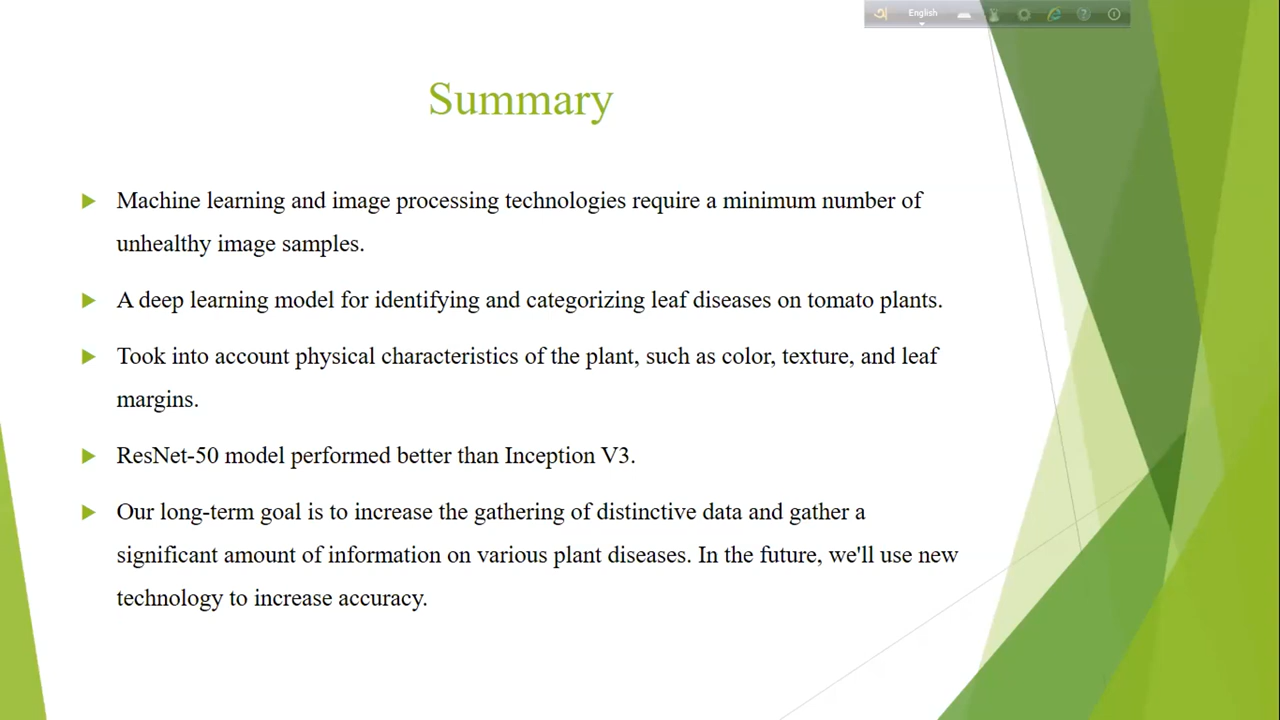 অ English
Summary
Machine learning and image processing technologies require a minimum number of
unhealthy image samples.
A deep learning model for identifying and categorizing leaf diseases on tomato plants.
Took into account physical characteristics of the plant, such as color, texture, and leaf
margins.
ResNet-50 model performed better than Inception V3.
Our long-term goal is to increase the gathering of distinctive data and gather a
significant amount of information on various plant diseases. In the future, we'll use new
technology to increase accuracy.